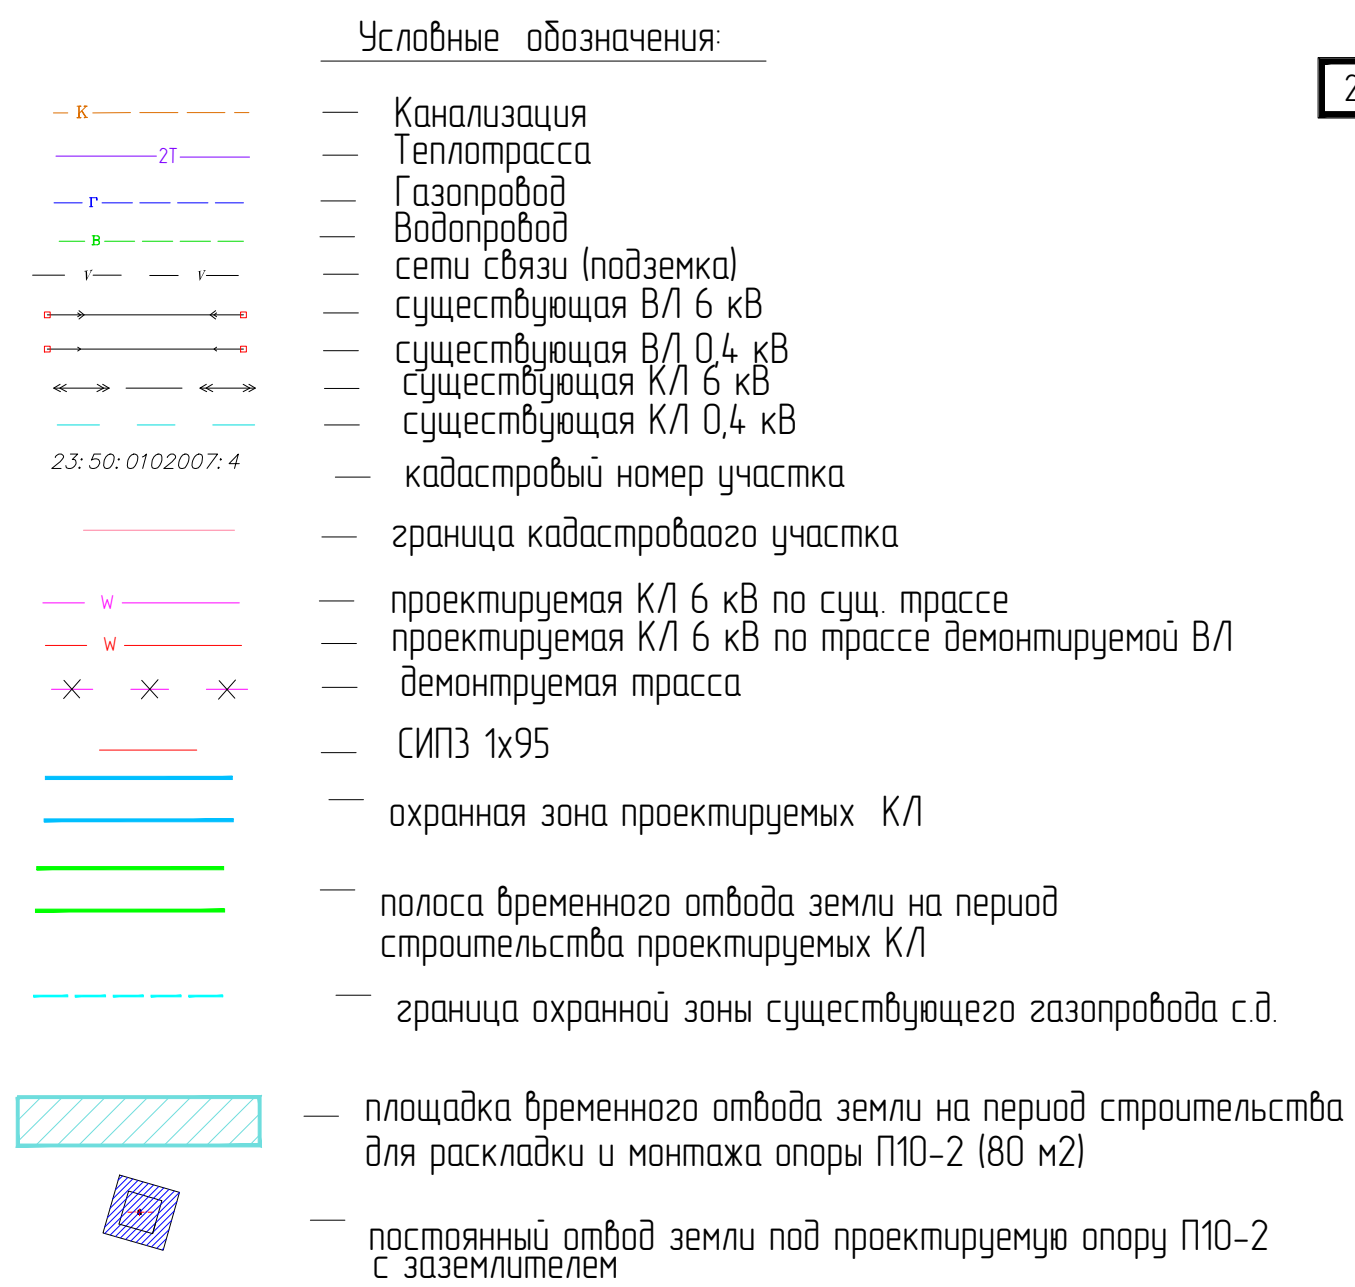 Условные обозначения:
2
К — Канализация
2Т — Теплотрасса
Г — Газопровод
В — Водопровод
V V — сети связи (подземка)
— существующая ВЛ 6 кВ
— существующая ВЛ 0,4 кВ
— существующая КЛ 6 кВ
— существующая КЛ 0,4 кВ
23:50:0102007:4 — кадастровый номер участка
— граница кадастроваого участка
W — проектируемая КЛ 6 кВ по сущ. трассе
W — проектируемая КЛ 6 кВ по трассе демонтируемой ВЛ
— демонтруемая трасса
— СИП3 1х95
— охранная зона проектируемых КЛ
— полоса временного отвода земли на период
строительства проектируемых КЛ
— граница охранной зоны существующего газопровода с.д.
— площадка временного отвода земли на период строительства
для раскладки и монтажа опоры П10-2 (80 м2)
— постоянный отвод земли под проектируемую опору П10-2
с заземлителем